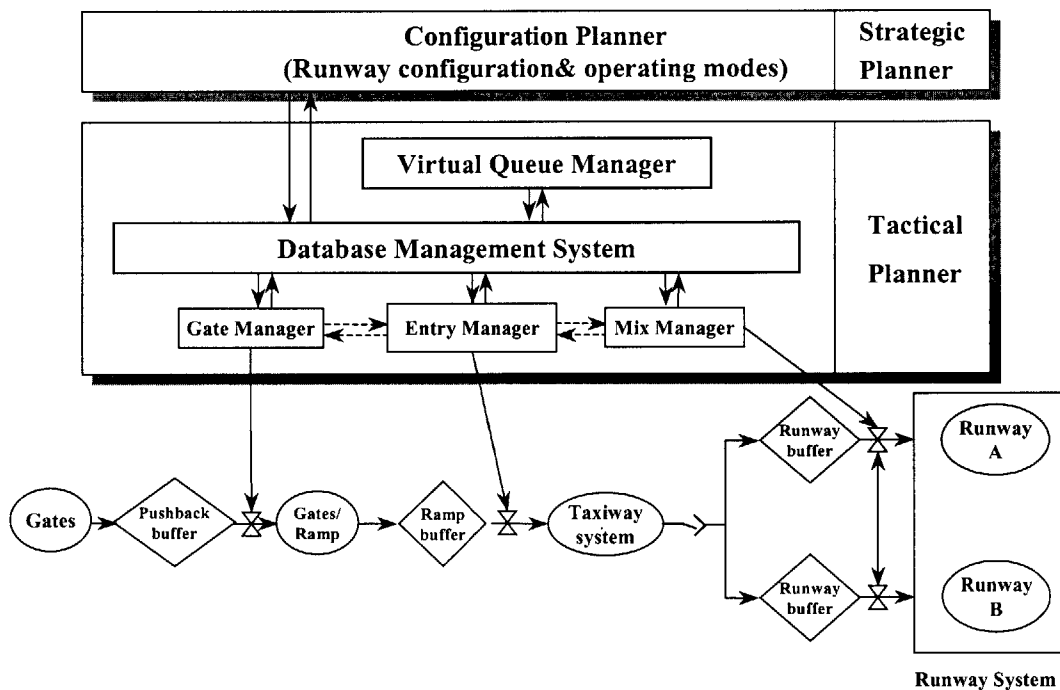 Configuration Planner
(Runway configuration& operating modes)
Strategic
Planner
Virtual Queue Manager
Database Management System
Tactical
Planner
Gate Manager
Entry Manager
Mix Manager
Runway
buffer
Runway
A
Gates
Pushback
buffer
Gates/
Ramp
Ramp
buffer
Taxiway
system
Runway
buffer
Runway
B
Runway System